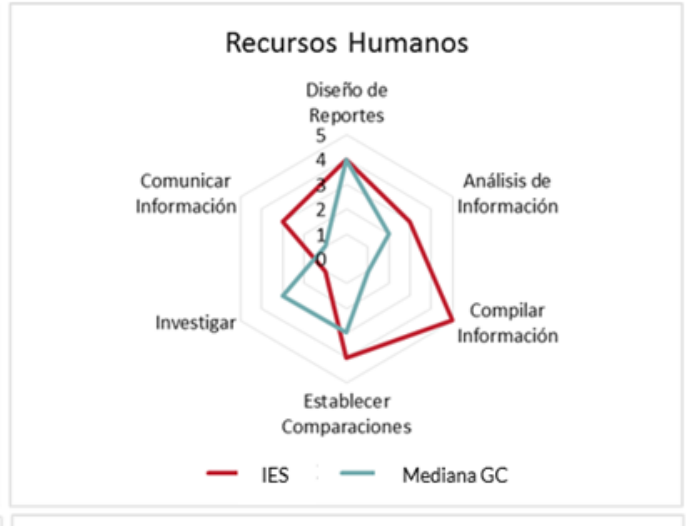 Recursos Humanos
Diseño de
Reportes
5
4
3
2
1
0
Comunicar
Información
Análisis de
Información
Investigar
Compilar
Información
Establecer
Comparaciones
IES
Mediana GC